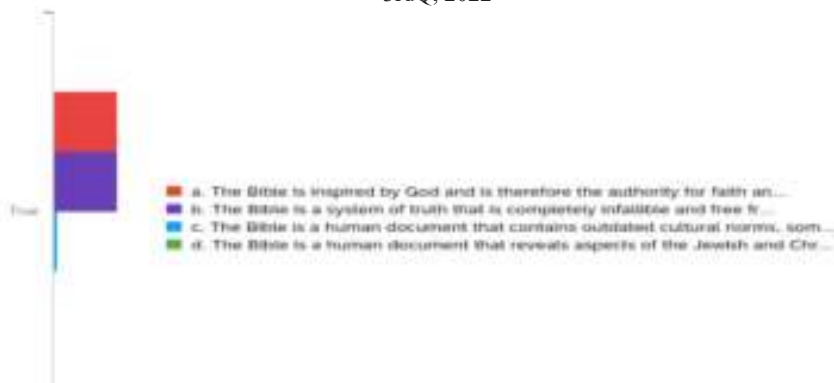 2022
True
a. The Bible is inspired by God and is therefore the authority for faith an...
b. The Bible is a system of truth that is completely infallible and free fr...
c. The Bible is a human document that contains outdated cultural norms, som...
d. The Bible is a human document that reveals aspects of the Jewish and Chr...